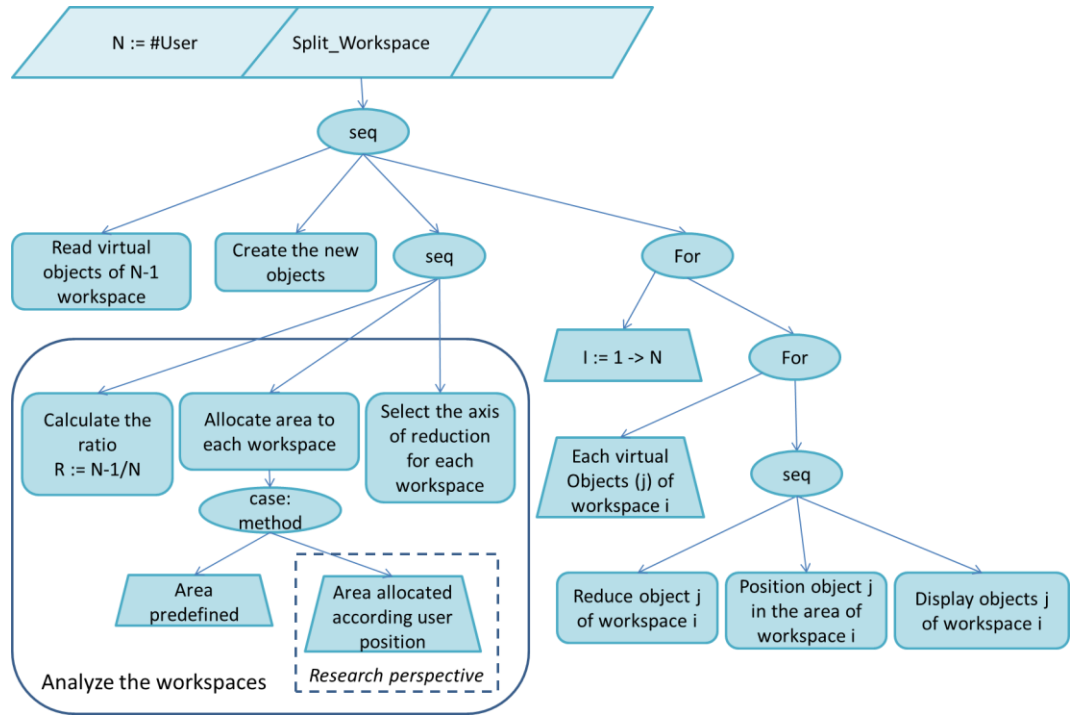 N := #User
Split_Workspace
seq
Read virtual
objects of N-1
workspace
Create the new
objects
seq
For
I := 1 -> N
For
Calculate the
ratio
R := N-1/N
Allocate area to
each workspace
Select the axis
of reduction
for each
workspace
Each virtual
Objects (j) of
workspace i
seq
case:
method
Area
predefined
Area allocated
according user
position
Research perspective
Analyze the workspaces
Reduce object j
of workspace i
Position object j
in the area of
workspace i
Display objects j
of workspace i